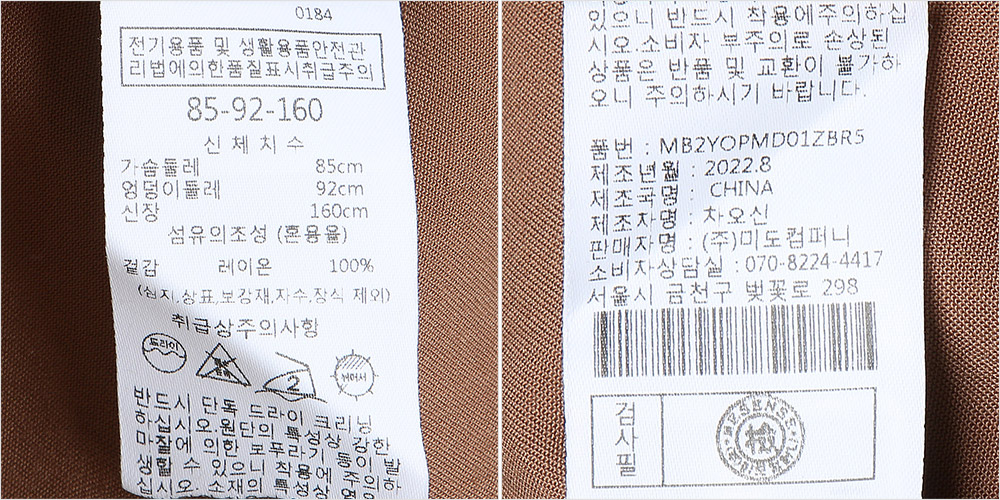 0184
전기용품 및 생활용품안전관
리법에의한품질표시취급주의
85-92-160
신체치수
가슴둘레 85cm
엉덩이둘레 92cm
신장 160cm
섬유의조성 (혼용율)
겉감 레이온 100%
(심지,상표,보강재,자수,장식 제외)
취급상주의사항
드라이
2
뉘어서
반드시 단독 드라이 크리닝
하십시오.원단의 특성상 강한
마찰에 의한 보푸라기 등이 발
생할 수 있으니 착용에 주의하
십시오. 소재의 특성상
있으니 반드시 착용에주의하십
시오.소비자 부주의로 손상된
상품은 반품 및 교환이 불가하
오니 주의하시기 바랍니다.
품번 : MB2YOPMD01ZBR5
제조년월 : 2022.8
제조국명 : CHINA
제조자명 : 차오신
판매자명 : (주)미도컴퍼니
소비자상담실 : 070-8224-4417
서울시 금천구 벚꽃로 298
검사필